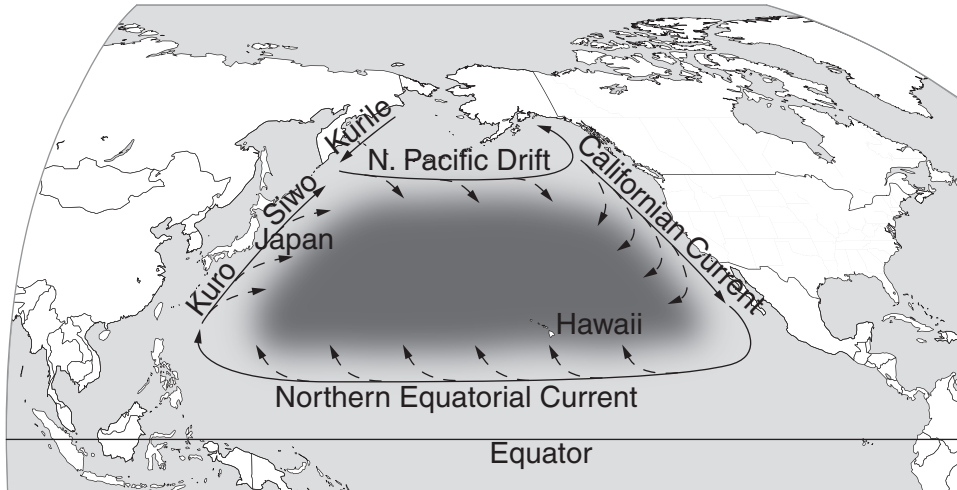 Kurile
N. Pacific Drift
Californian Current
Kuro Siwo
Japan
Hawaii
Northern Equatorial Current
Equator